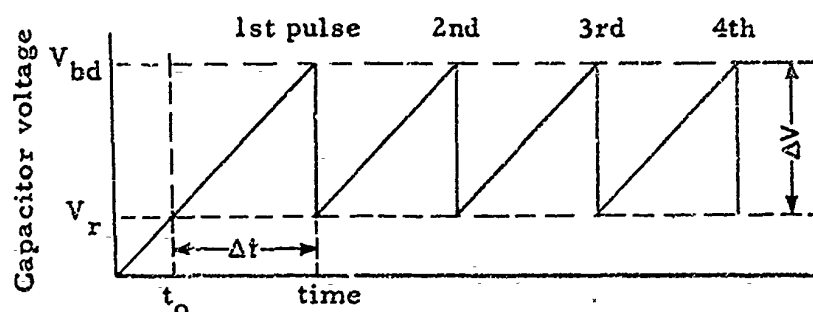 1st pulse 2nd 3rd 4th
V_bd
Capacitor voltage
ΔV
V_r
Δt
t_o time